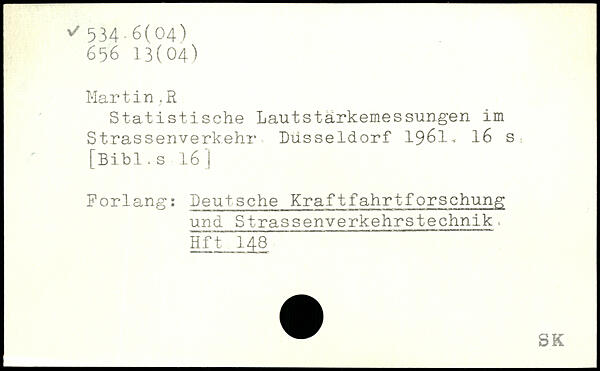 ✓ 534.6(04)
656 13(04)
Martin,R
Statistische Lautstärkemessungen im
Strassenverkehr. Düsseldorf 1961. 16 s.
[Bibl.s 16]
Forlang: Deutsche Kraftfahrtforschung
und Strassenverkehrstechnik.
Hft 148
SK